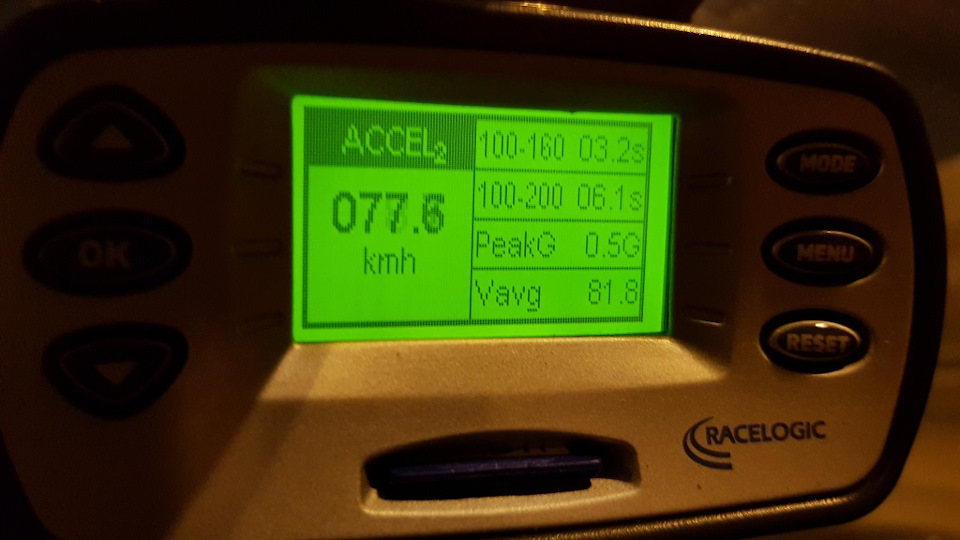 ACCEL2
077.6
kmh
100-160 03.2s
100-200 06.1s
PeakG 0.5G
Vavg 81.8
OK
MODE
MENU
RESET
RACELOGIC